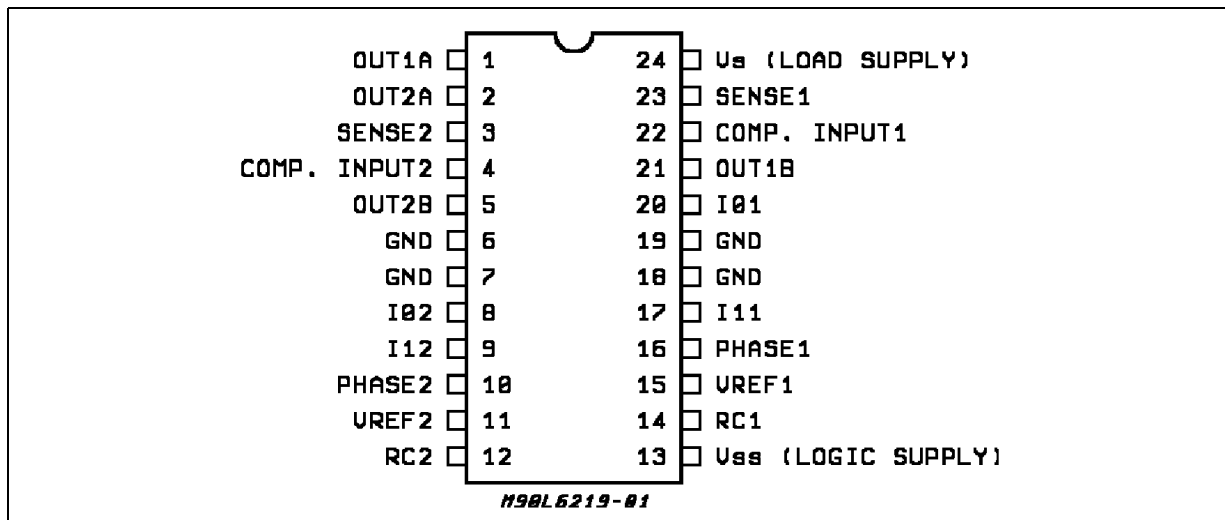 OUT1A 1 24 Vs (LOAD SUPPLY)
OUT2A 2 23 SENSE1
SENSE2 3 22 COMP. INPUT1
COMP. INPUT2 4 21 OUT1B
OUT2B 5 20 I01
GND 6 19 GND
GND 7 18 GND
I02 8 17 I11
I12 9 16 PHASE1
PHASE2 10 15 VREF1
VREF2 11 14 RC1
RC2 12 13 Vss (LOGIC SUPPLY)
M90L6219-01